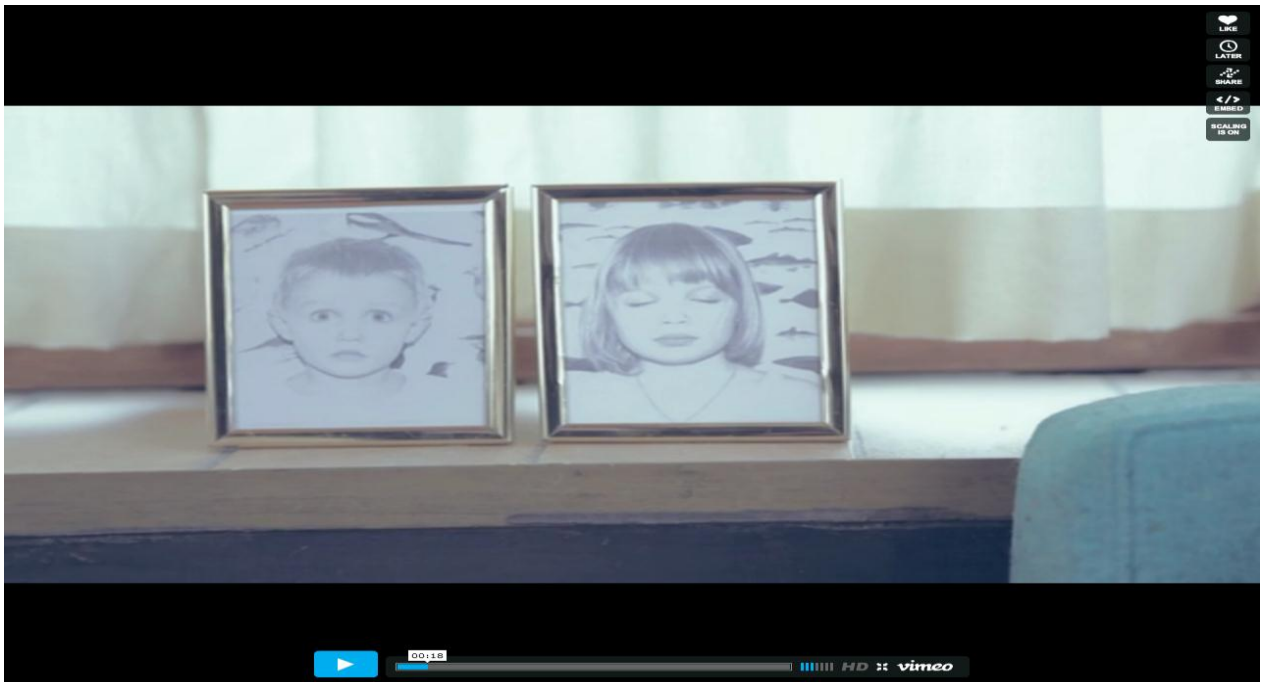 LIKE
LATER
SHARE
</>
EMBED
SCALING
IS ON
00:18
HD vimeo